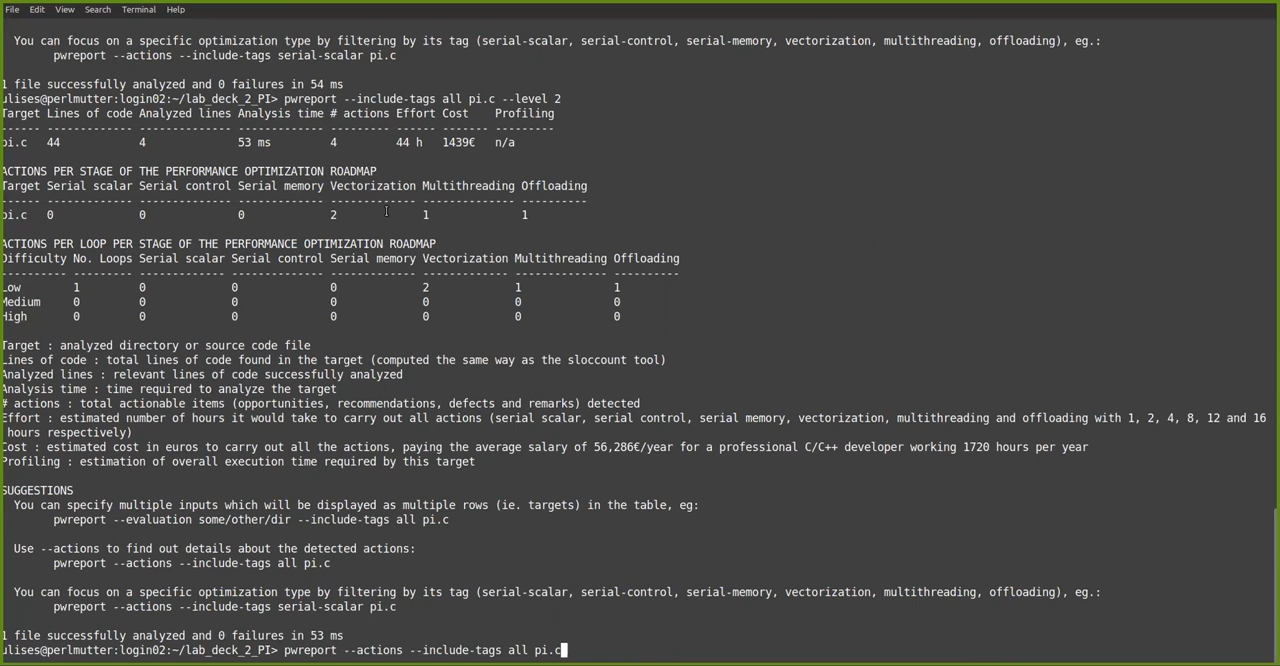 File Edit View Search Terminal Help
You can focus on a specific optimization type by filtering by its tag (serial-scalar, serial-control, serial-memory, vectorization, multithreading, offloading), eg.:
pwreport --actions --include-tags serial-scalar pi.c
1 file successfully analyzed and 0 failures in 54 ms
ulises@perlmutter:login02:~/lab_deck_2_PI> pwreport --include-tags all pi.c --level 2
Target Lines of code Analyzed lines Analysis time # actions Effort Cost Profiling
------ ------------- -------------- ------------- --------- ------ ----- ---------
pi.c 44 4 53 ms 4 44 h 1439€ n/a
ACTIONS PER STAGE OF THE PERFORMANCE OPTIMIZATION ROADMAP
Target Serial scalar Serial control Serial memory Vectorization Multithreading Offloading
------ ------------- -------------- ------------- ------------- -------------- ----------
pi.c 0 0 0 2 1 1
ACTIONS PER LOOP PER STAGE OF THE PERFORMANCE OPTIMIZATION ROADMAP
Difficulty No. Loops Serial scalar Serial control Serial memory Vectorization Multithreading Offloading
---------- --------- ------------- -------------- ------------- ------------- -------------- ----------
Low 1 0 0 0 2 1 1
Medium 0 0 0 0 0 0 0
High 0 0 0 0 0 0 0
Target : analyzed directory or source code file
Lines of code : total lines of code found in the target (computed the same way as the sloccount tool)
Analyzed lines : relevant lines of code successfully analyzed
Analysis time : time required to analyze the target
# actions : total actionable items (opportunities, recommendations, defects and remarks) detected
Effort : estimated number of hours it would take to carry out all actions (serial scalar, serial control, serial memory, vectorization, multithreading and offloading with 1, 2, 4, 8, 12 and 16
hours respectively)
Cost : estimated cost in euros to carry out all the actions, paying the average salary of 56,286€/year for a professional C/C++ developer working 1720 hours per year
Profiling : estimation of overall execution time required by this target
SUGGESTIONS
You can specify multiple inputs which will be displayed as multiple rows (ie. targets) in the table, eg:
pwreport --evaluation some/other/dir --include-tags all pi.c
Use --actions to find out details about the detected actions:
pwreport --actions --include-tags all pi.c
You can focus on a specific optimization type by filtering by its tag (serial-scalar, serial-control, serial-memory, vectorization, multithreading, offloading), eg.:
pwreport --actions --include-tags serial-scalar pi.c
1 file successfully analyzed and 0 failures in 53 ms
ulises@perlmutter:login02:~/lab_deck_2_PI> pwreport --actions --include-tags all pi.c